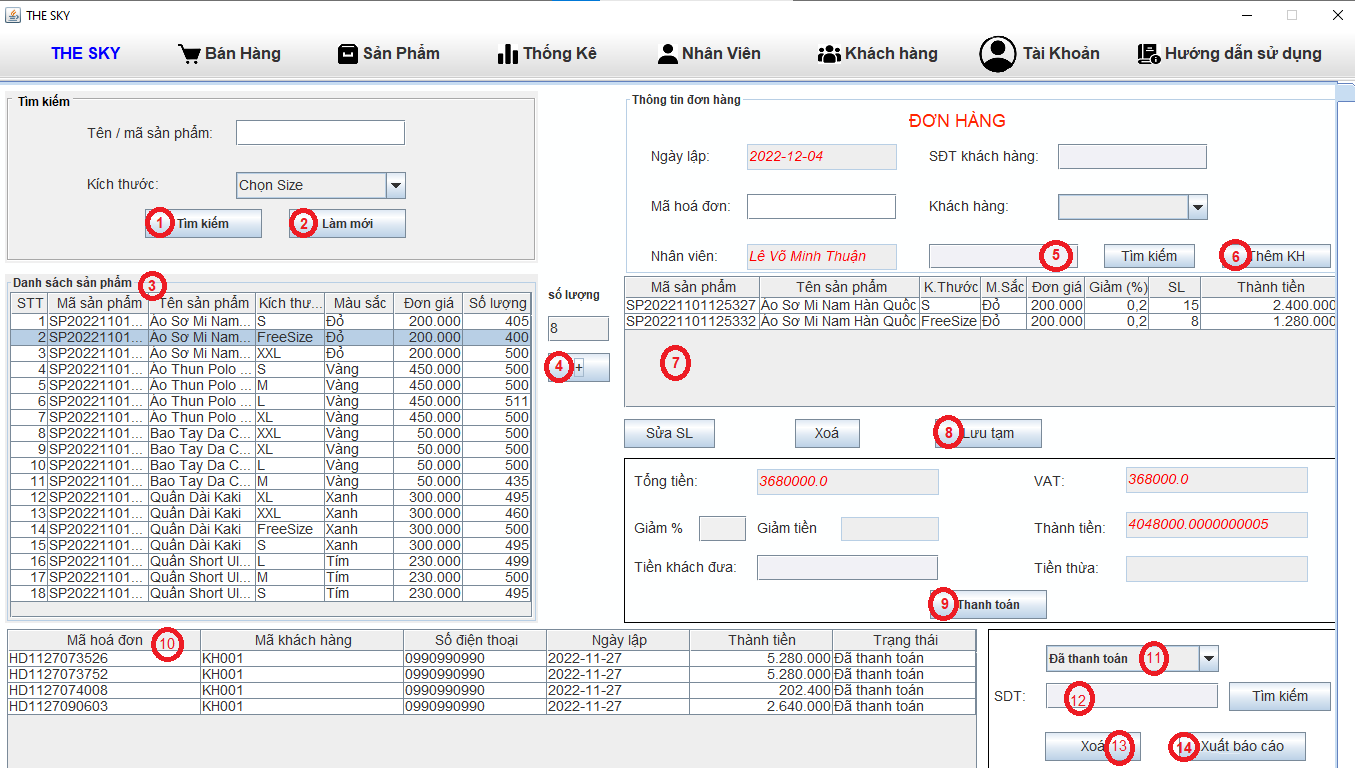 THE SKY
THE SKY Bán Hàng Sản Phẩm Thống Kê Nhân Viên Khách hàng Tài Khoản Hướng dẫn sử dụng
Tìm kiếm
Tên / mã sản phẩm:
Kích thước: Chọn Size
1 Tìm kiếm 2 Làm mới
Danh sách sản phẩm 3
STT Mã sản phẩm Tên sản phẩm Kích thư... Màu sắc Đơn giá Số lượng
1 SP20221101... Áo Sơ Mi Nam... S Đỏ 200.000 405
2 SP20221101... Áo Sơ Mi Nam... FreeSize Đỏ 200.000 400
3 SP20221101... Áo Sơ Mi Nam... XXL Đỏ 200.000 500
4 SP20221101... Áo Thun Polo ... S Vàng 450.000 500
5 SP20221101... Áo Thun Polo ... M Vàng 450.000 500
6 SP20221101... Áo Thun Polo ... L Vàng 450.000 511
7 SP20221101... Áo Thun Polo ... XL Vàng 450.000 500
8 SP20221101... Bao Tay Da C... XXL Vàng 50.000 500
9 SP20221101... Bao Tay Da C... XL Vàng 50.000 500
10 SP20221101... Bao Tay Da C... L Vàng 50.000 500
11 SP20221101... Bao Tay Da C... M Vàng 50.000 435
12 SP20221101... Quần Dài Kaki XL Xanh 300.000 495
13 SP20221101... Quần Dài Kaki XXL Xanh 300.000 460
14 SP20221101... Quần Dài Kaki FreeSize Xanh 300.000 500
15 SP20221101... Quần Dài Kaki S Xanh 300.000 495
16 SP20221101... Quần Short Ul... L Tím 230.000 499
17 SP20221101... Quần Short Ul... M Tím 230.000 500
18 SP20221101... Quần Short Ul... S Tím 230.000 495
số lượng
8
4 +
Thông tin đơn hàng
ĐƠN HÀNG
Ngày lập: 2022-12-04 SĐT khách hàng:
Mã hoá đơn: Khách hàng:
Nhân viên: Lê Võ Minh Thuận 5 Tìm kiếm 6 Thêm KH
Mã sản phẩm Tên sản phẩm K.Thước M.Sắc Đơn giá Giảm (%) SL Thành tiền
SP20221101125327 Áo Sơ Mi Nam Hàn Quốc S Đỏ 200.000 0,2 15 2.400.000
SP20221101125332 Áo Sơ Mi Nam Hàn Quốc FreeSize Đỏ 200.000 0,2 8 1.280.000
7
Sửa SL Xoá 8 Lưu tạm
Tổng tiền: 3680000.0 VAT: 368000.0
Giảm % Giảm tiền Thành tiền: 4048000.0000000005
Tiền khách đưa: Tiền thừa:
9 Thanh toán
Mã hoá đơn 10 Mã khách hàng Số điện thoại Ngày lập Thành tiền Trạng thái
HD1127073526 KH001 0990990990 2022-11-27 5.280.000 Đã thanh toán
HD1127073752 KH001 0990990990 2022-11-27 5.280.000 Đã thanh toán
HD1127074008 KH001 0990990990 2022-11-27 202.400 Đã thanh toán
HD1127090603 KH001 0990990990 2022-11-27 2.640.000 Đã thanh toán
Đã thanh toán 11
SDT: 12 Tìm kiếm
Xoá 13 14 Xuất báo cáo